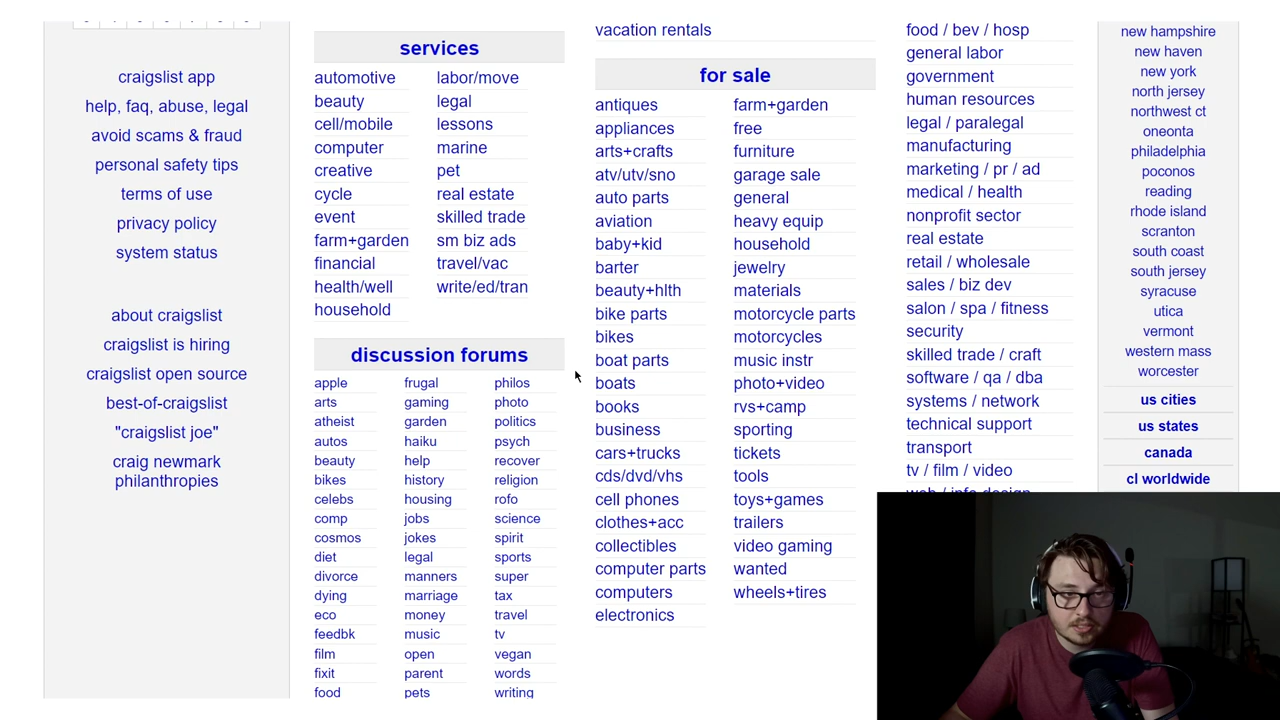 craigslist app
help, faq, abuse, legal
avoid scams & fraud
personal safety tips
terms of use
privacy policy
system status
about craigslist
craigslist is hiring
craigslist open source
best-of-craigslist
"craigslist joe"
craig newmark
philanthropies
services
automotive
beauty
cell/mobile
computer
creative
cycle
event
farm+garden
financial
health/well
household
labor/move
legal
lessons
marine
pet
real estate
skilled trade
sm biz ads
travel/vac
write/ed/tran
discussion forums
apple
arts
atheist
autos
beauty
bikes
celebs
comp
cosmos
diet
divorce
dying
eco
feedbk
film
fixit
food
frugal
gaming
garden
haiku
help
history
housing
jobs
jokes
legal
manners
marriage
money
music
open
parent
pets
philos
photo
politics
psych
recover
religion
rofo
science
spirit
sports
super
tax
travel
tv
vegan
words
writing
vacation rentals
for sale
antiques
appliances
arts+crafts
atv/utv/sno
auto parts
aviation
baby+kid
barter
beauty+hlth
bike parts
bikes
boat parts
boats
books
business
cars+trucks
cds/dvd/vhs
cell phones
clothes+acc
collectibles
computer parts
computers
electronics
farm+garden
free
furniture
garage sale
general
heavy equip
household
jewelry
materials
motorcycle parts
motorcycles
music instr
photo+video
rvs+camp
sporting
tickets
tools
toys+games
trailers
video gaming
wanted
wheels+tires
food / bev / hosp
general labor
government
human resources
legal / paralegal
manufacturing
marketing / pr / ad
medical / health
nonprofit sector
real estate
retail / wholesale
sales / biz dev
salon / spa / fitness
security
skilled trade / craft
software / qa / dba
systems / network
technical support
transport
tv / film / video
new hampshire
new haven
new york
north jersey
northwest ct
oneonta
philadelphia
poconos
reading
rhode island
scranton
south coast
south jersey
syracuse
utica
vermont
western mass
worcester
us cities
us states
canada
cl worldwide